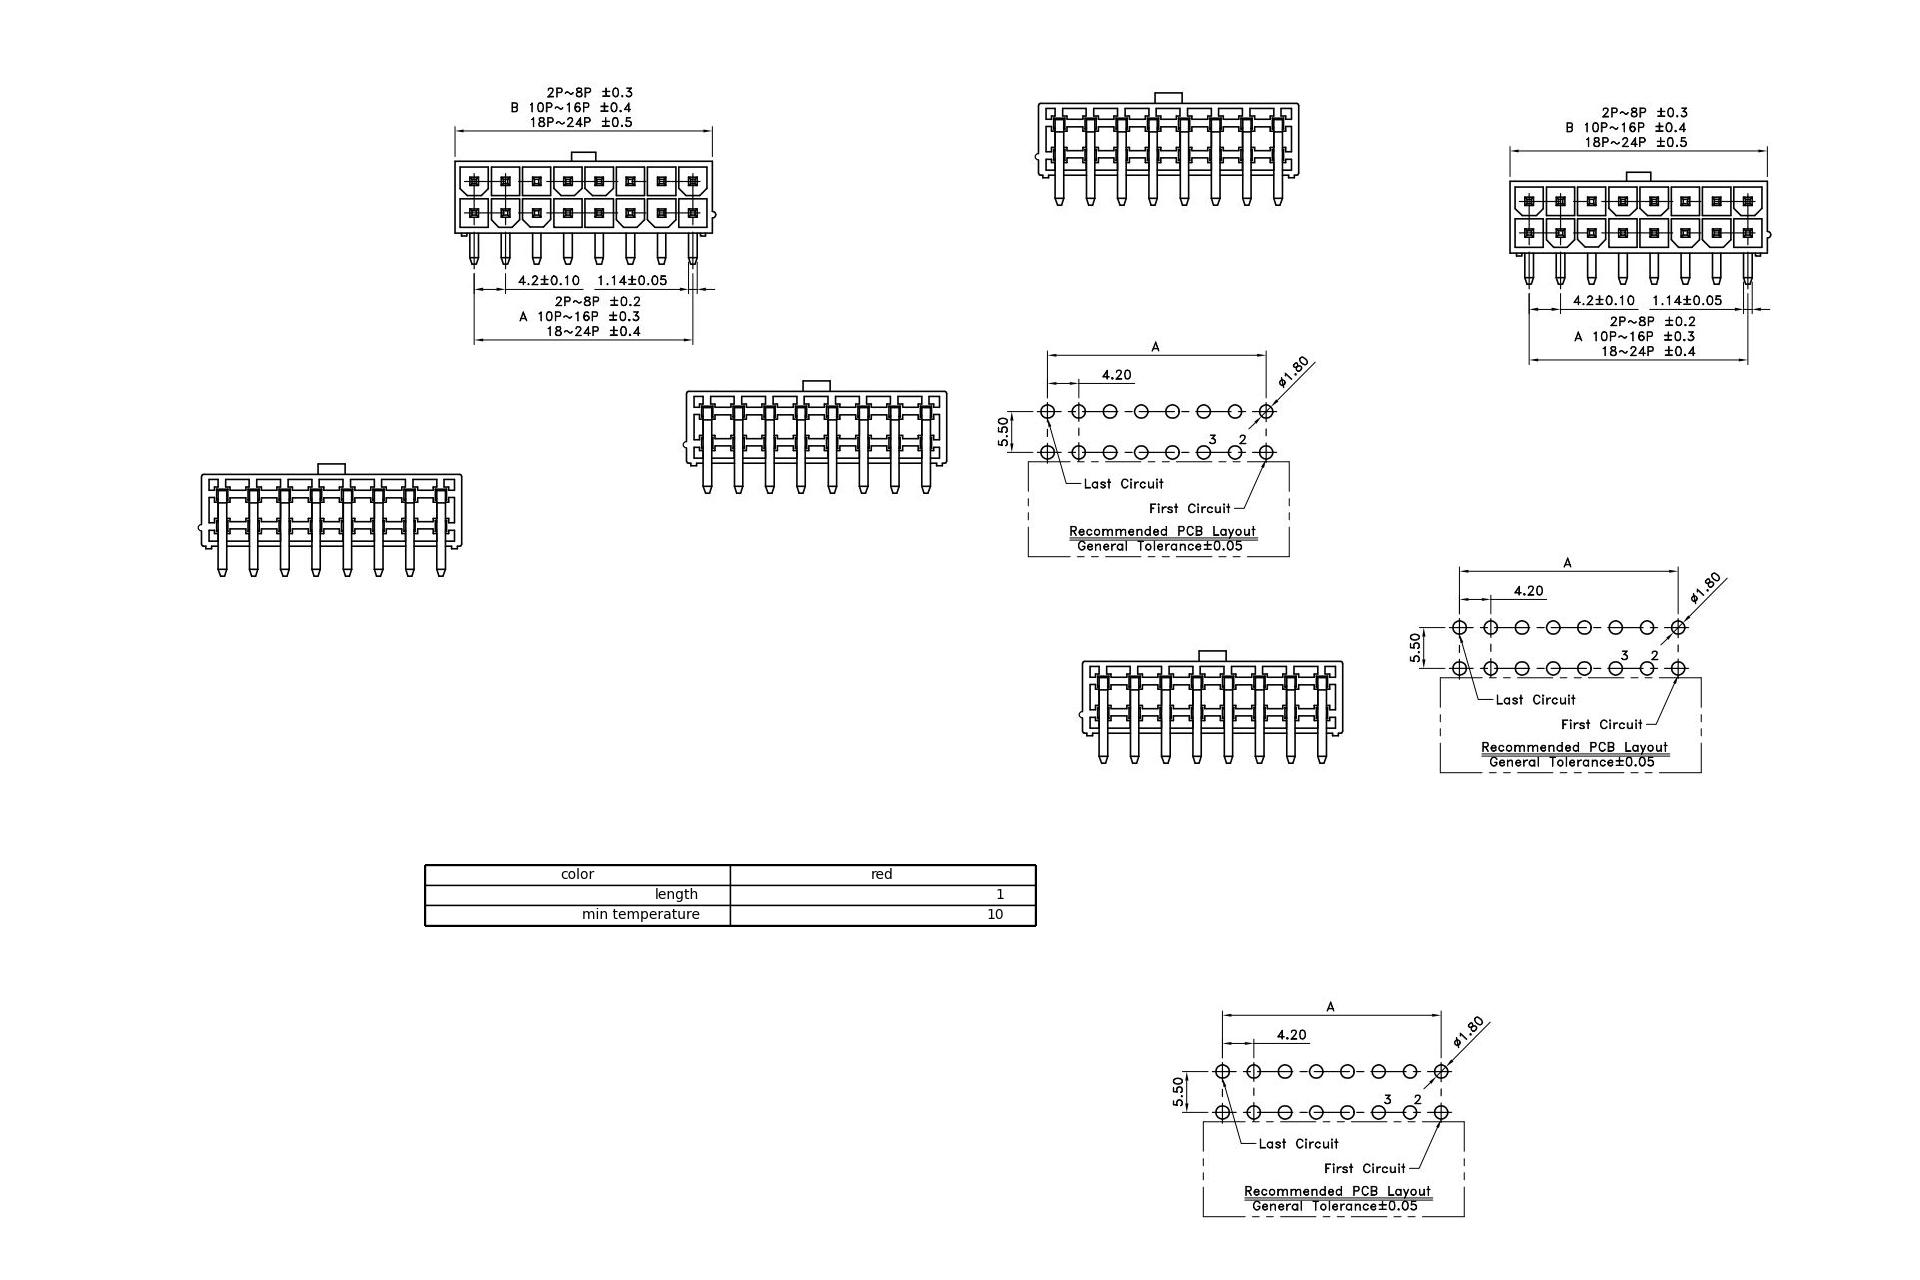 2P~8P ±0.3
B 10P~16P ±0.4
18P~24P ±0.5
4.2±0.10 1.14±0.05
2P~8P ±0.2
A 10P~16P ±0.3
18~24P ±0.4
2P~8P ±0.3
B 10P~16P ±0.4
18P~24P ±0.5
4.2±0.10 1.14±0.05
2P~8P ±0.2
A 10P~16P ±0.3
18~24P ±0.4
A
4.20
ø1.80
5.50
3 2
Last Circuit
First Circuit
Recommended PCB Layout
General Tolerance±0.05
A
4.20
ø1.80
5.50
3 2
Last Circuit
First Circuit
Recommended PCB Layout
General Tolerance±0.05
color red
length 1
min temperature 10
A
4.20
ø1.80
5.50
3 2
Last Circuit
First Circuit
Recommended PCB Layout
General Tolerance±0.05